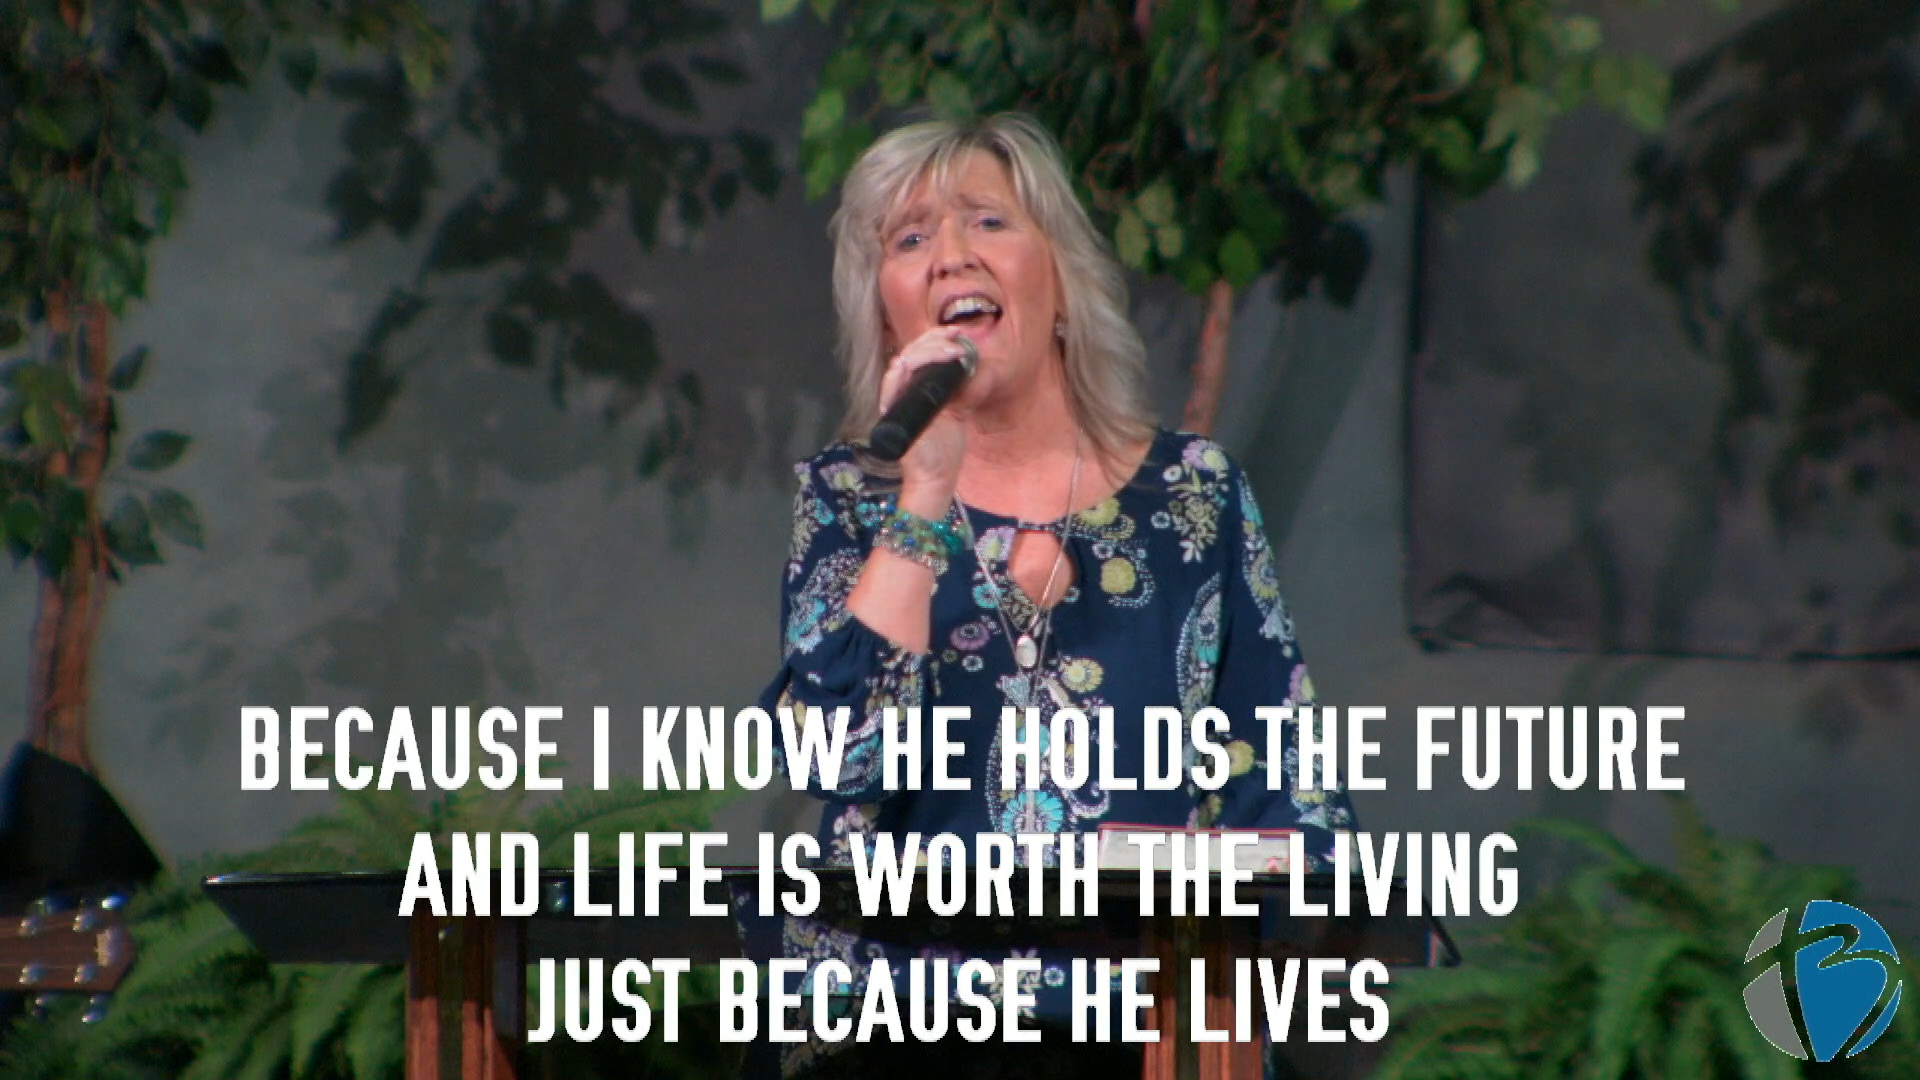 BECAUSE I KNOW HE HOLDS THE FUTURE
AND LIFE IS WORTH THE LIVING
JUST BECAUSE HE LIVES